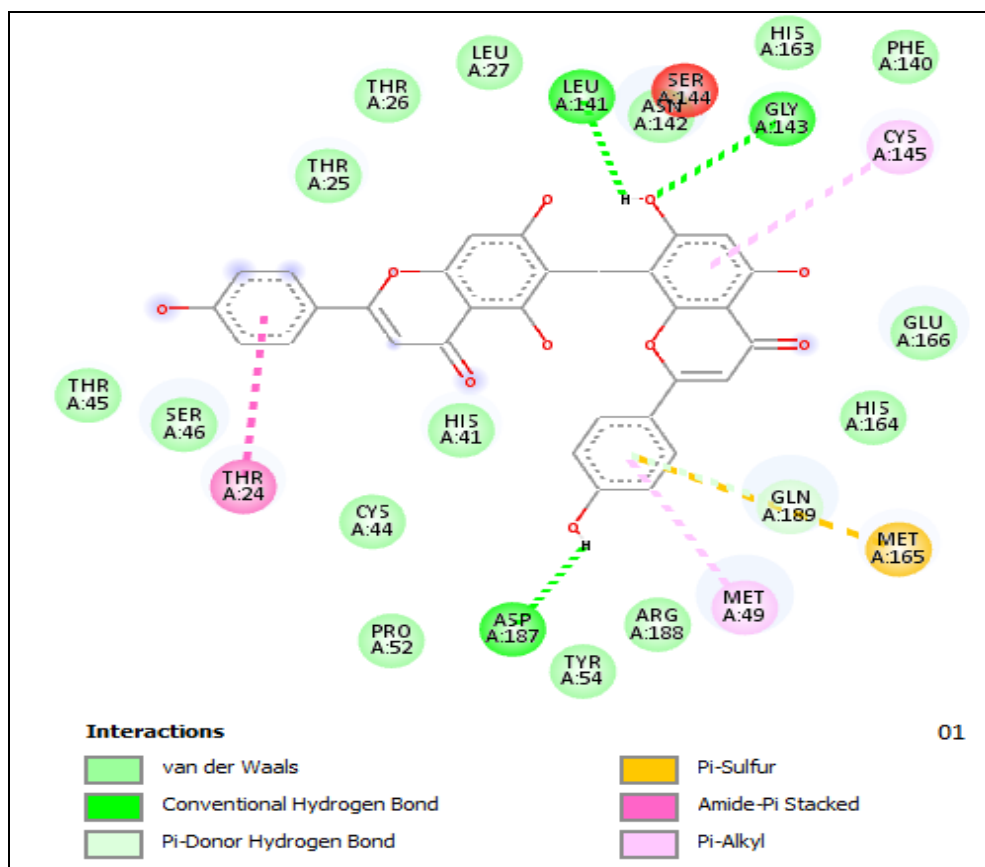 HIS
A:163
PHE
A:140
LEU
A:27
THR
A:26
LEU
A:141
SER
A:144
ASN
A:142
GLY
A:143
CYS
A:145
THR
A:25
H
O
O
O
O
O
O
O
O
O
O
GLU
A:166
THR
A:45
SER
A:46
HIS
A:41
HIS
A:164
THR
A:24
CYS
A:44
GLN
A:189
MET
A:165
H
MET
A:49
ASP
A:187
ARG
A:188
PRO
A:52
TYR
A:54
Interactions
01
van der Waals
Pi-Sulfur
Conventional Hydrogen Bond
Amide-Pi Stacked
Pi-Donor Hydrogen Bond
Pi-Alkyl